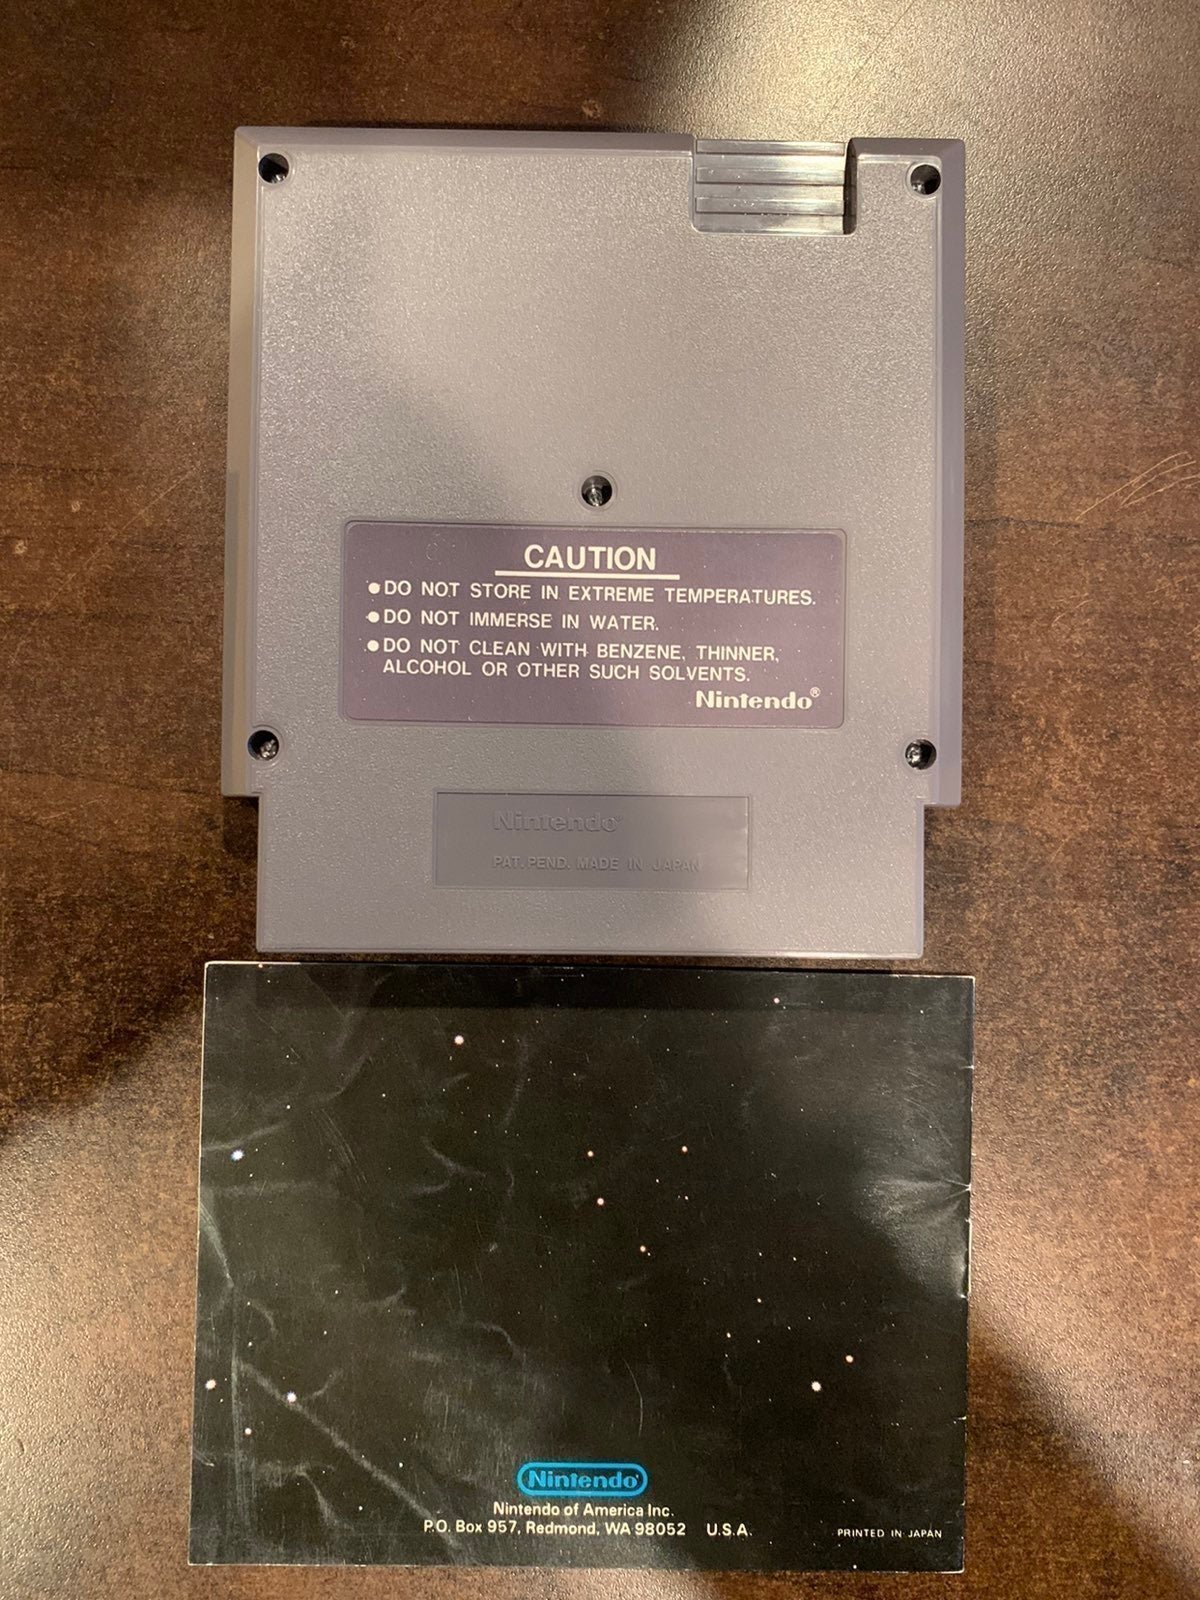 CAUTION
●DO NOT STORE IN EXTREME TEMPERATURES.
●DO NOT IMMERSE IN WATER.
●DO NOT CLEAN WITH BENZENE, THINNER,
ALCOHOL OR OTHER SUCH SOLVENTS.
Nintendo®
Nintendo®
PAT. PEND. MADE IN JAPAN
Nintendo®
Nintendo of America Inc.
P.O. Box 957, Redmond, WA 98052 U.S.A.
PRINTED IN JAPAN